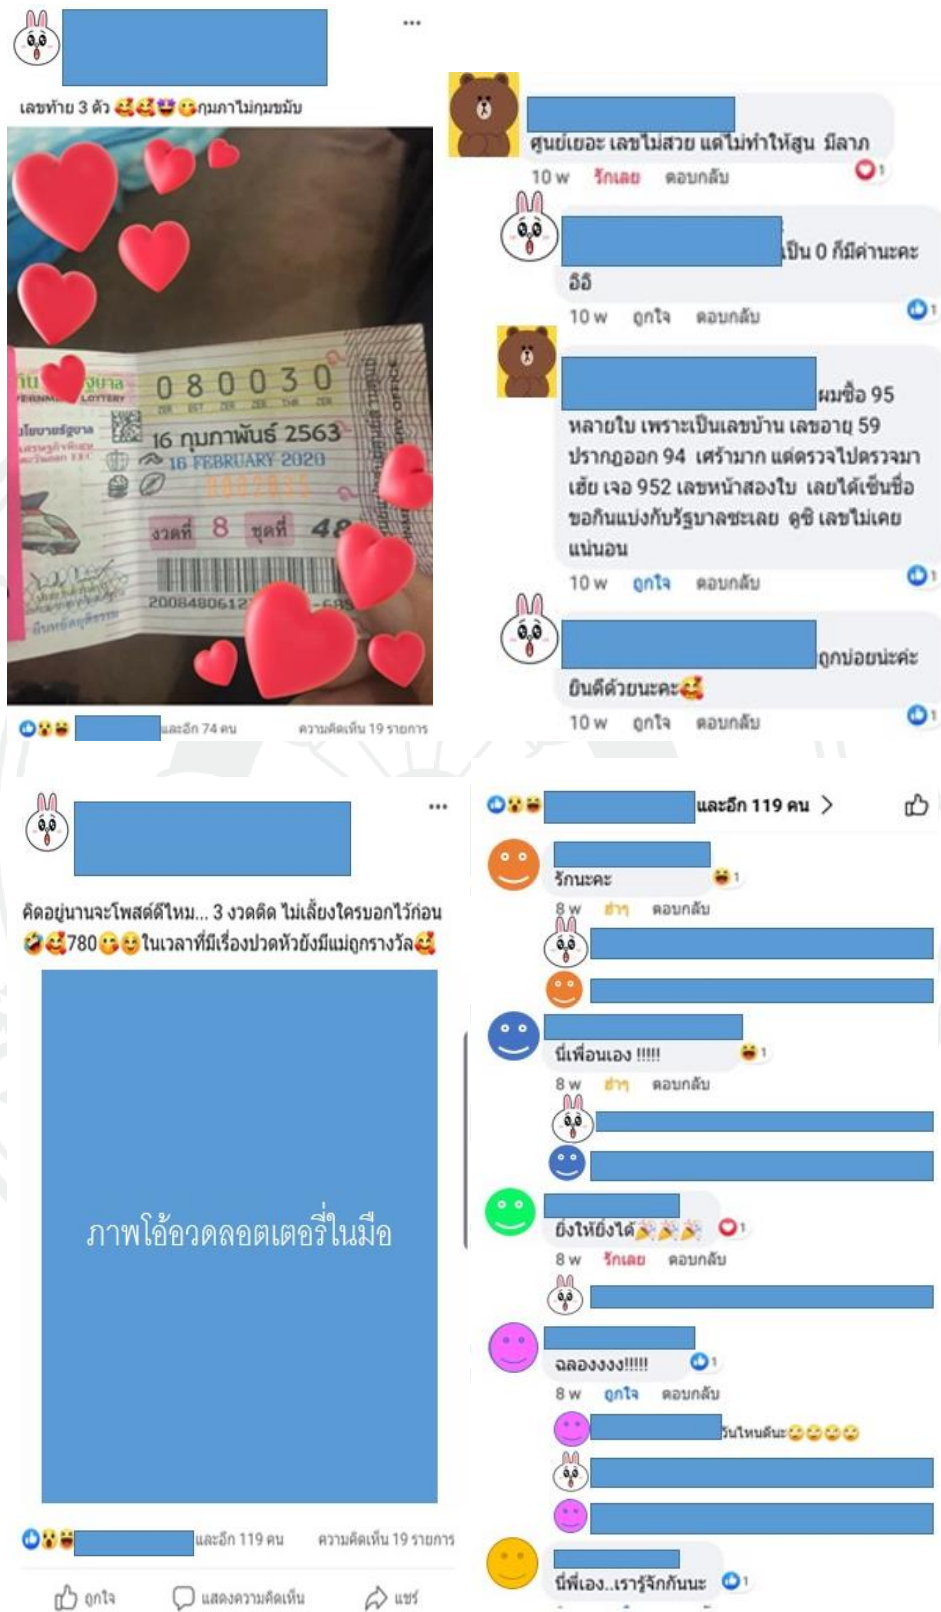 เลขท้าย 3 ตัว 🥰🥰🤩😋กุมภาไม่กุมขมับ
VERNMENT LOTTERY
0 8 0 0 3 0
ZER EGT ZER ZER THR ZER
16 กุมภาพันธ์ 2563
16 FEBRUARY 2020
งวดที่ 8 ชุดที่ 48
และอีก 74 คน
ความคิดเห็น 19 รายการ
ศูนย์เยอะ เลขไม่สวย แต่ไม่ทำให้สูน มีลาภ
10 w รักเลย ตอบกลับ
1
เป็น 0 ก็มีค่านะคะ
อิอิ
10 w ถูกใจ ตอบกลับ
1
ผมซื้อ 95
หลายใบ เพราะเป็นเลขบ้าน เลขอายุ 59
ปรากฏออก 94 เศร้ามาก แต่ตรวจไปตรวจมา
เฮ้ย เจอ 952 เลขหน้าสองใบ เลยได้เซ็นชื่อ
ขอกินแบ่งกับรัฐบาลซะเลย ดูซิ เลขไม่เคย
แน่นอน
10 w ถูกใจ ตอบกลับ
1
ถูกบ่อยน่ะค่ะ
ยินดีด้วยนะคะ🥰
10 w ถูกใจ ตอบกลับ
1
คิดอยู่นานจะโพสต์ดีไหม... 3 งวดติด ไม่เลี้ยงใครบอกไว้ก่อน
🤣🥰780😋😊ในเวลาที่มีเรื่องปวดหัวยังมีแม่ถูกรางวัล🥰
ภาพโอ้อวดลอตเตอรี่ในมือ
และอีก 119 คน
ความคิดเห็น 19 รายการ
ถูกใจ แสดงความคิดเห็น แชร์
และอีก 119 คน >
รักนะคะ
1
8 w ฮ่าๆ ตอบกลับ
นี่เพื่อนเอง !!!!!
1
8 w ฮ่าๆ ตอบกลับ
ยิ่งให้ยิ่งได้🎉🎉🎉
1
8 w รักเลย ตอบกลับ
ฉลองงงง!!!!!
1
8 w ถูกใจ ตอบกลับ
วันไหนดีนะ🙄🙄🙄🙄
นี่พี่เอง..เรารู้จักกันนะ
1